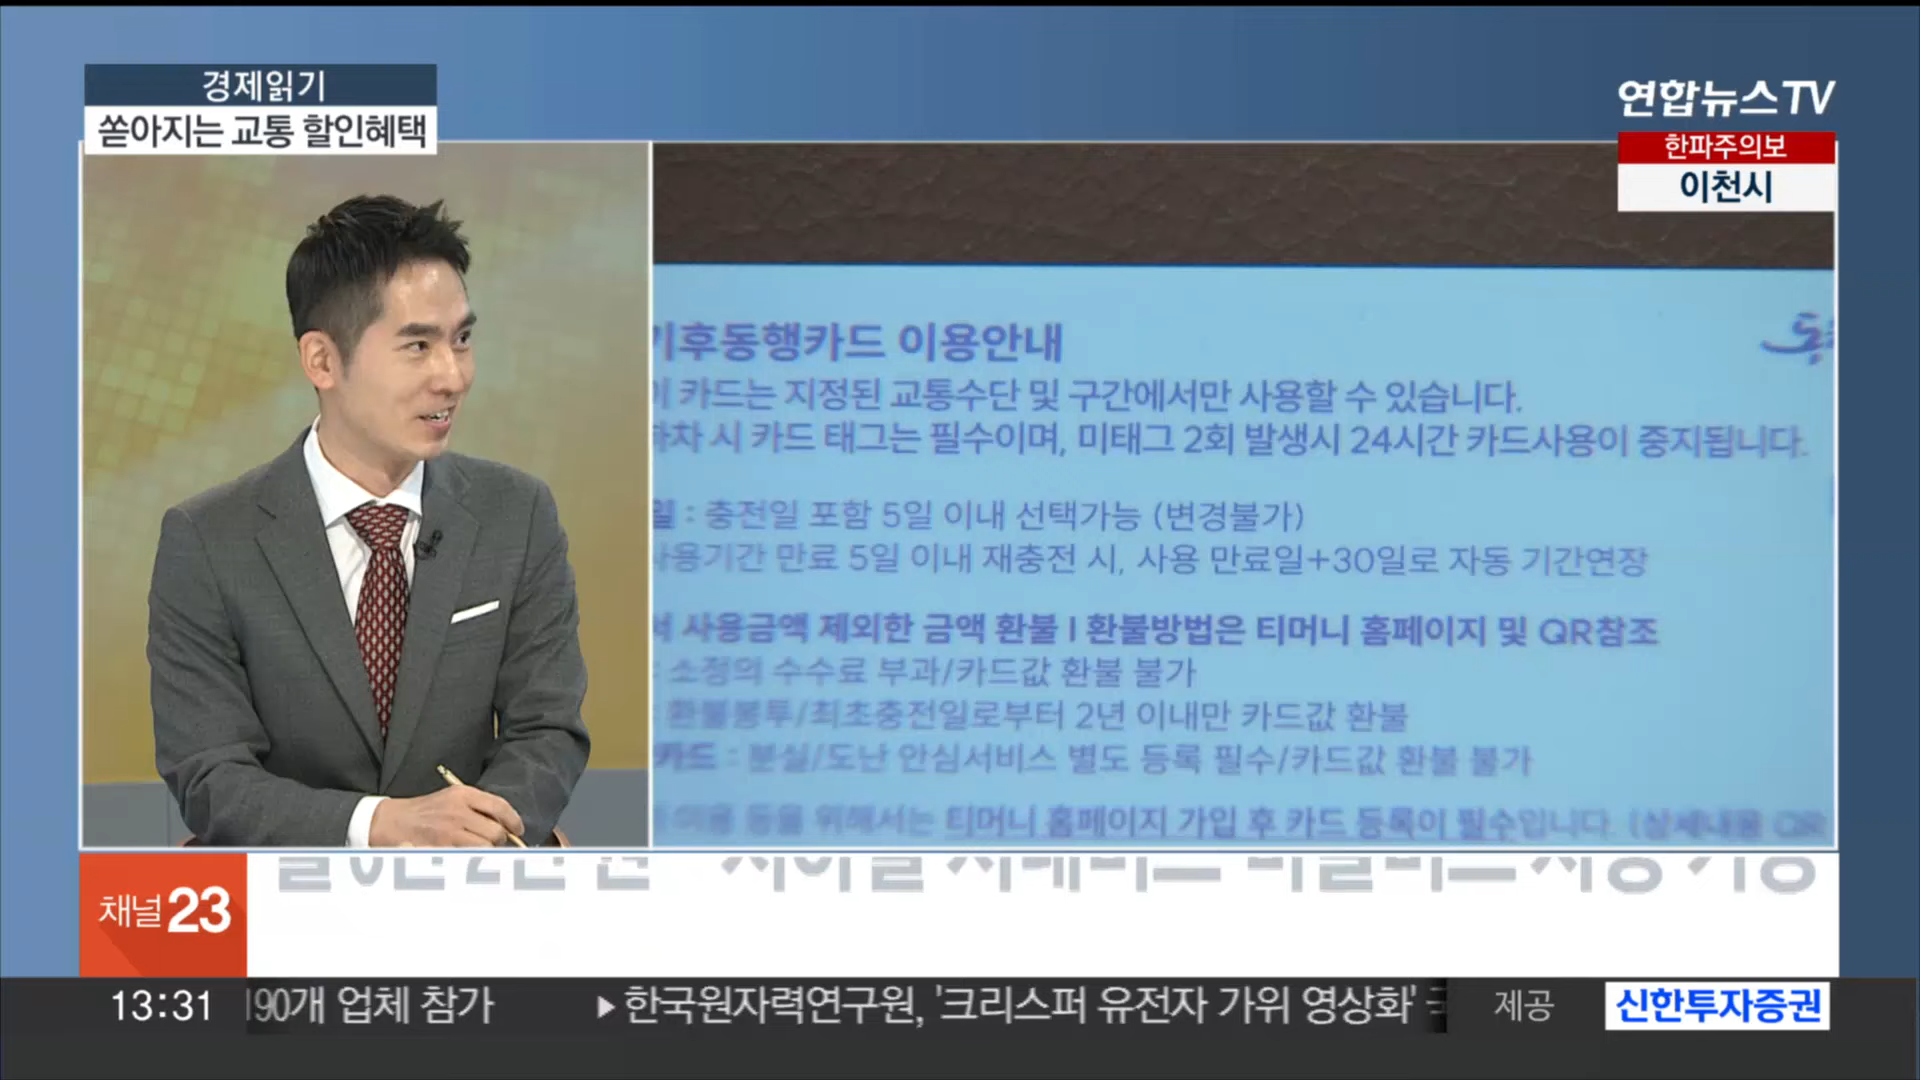 경제읽기
쏟아지는 교통 할인혜택
연합뉴스TV
한파주의보
이천시
기후동행카드 이용안내
이 카드는 지정된 교통수단 및 구간에서만 사용할 수 있습니다.
하차 시 카드 태그는 필수이며, 미태그 2회 발생시 24시간 카드사용이 중지됩니다.
: 충전일 포함 5일 이내 선택가능 (변경불가)
사용기간 만료 5일 이내 재충전 시, 사용 만료일+30일로 자동 기간연장
사용금액 제외한 금액 환불 | 환불방법은 티머니 홈페이지 및 QR참조
: 소정의 수수료 부과/카드값 환불 불가
: 환불봉투/최초충전일로부터 2년 이내만 카드값 환불
카드 : 분실/도난 안심서비스 별도 등록 필수/카드값 환불 불가
이용 등을 위해서는 티머니 홈페이지 가입 후 카드 등록이 필수입니다. (상세내용 QR
채널23
13:31 190개 업체 참가 ▶한국원자력연구원, '크리스퍼 유전자 가위 영상화' 제공 신한투자증권